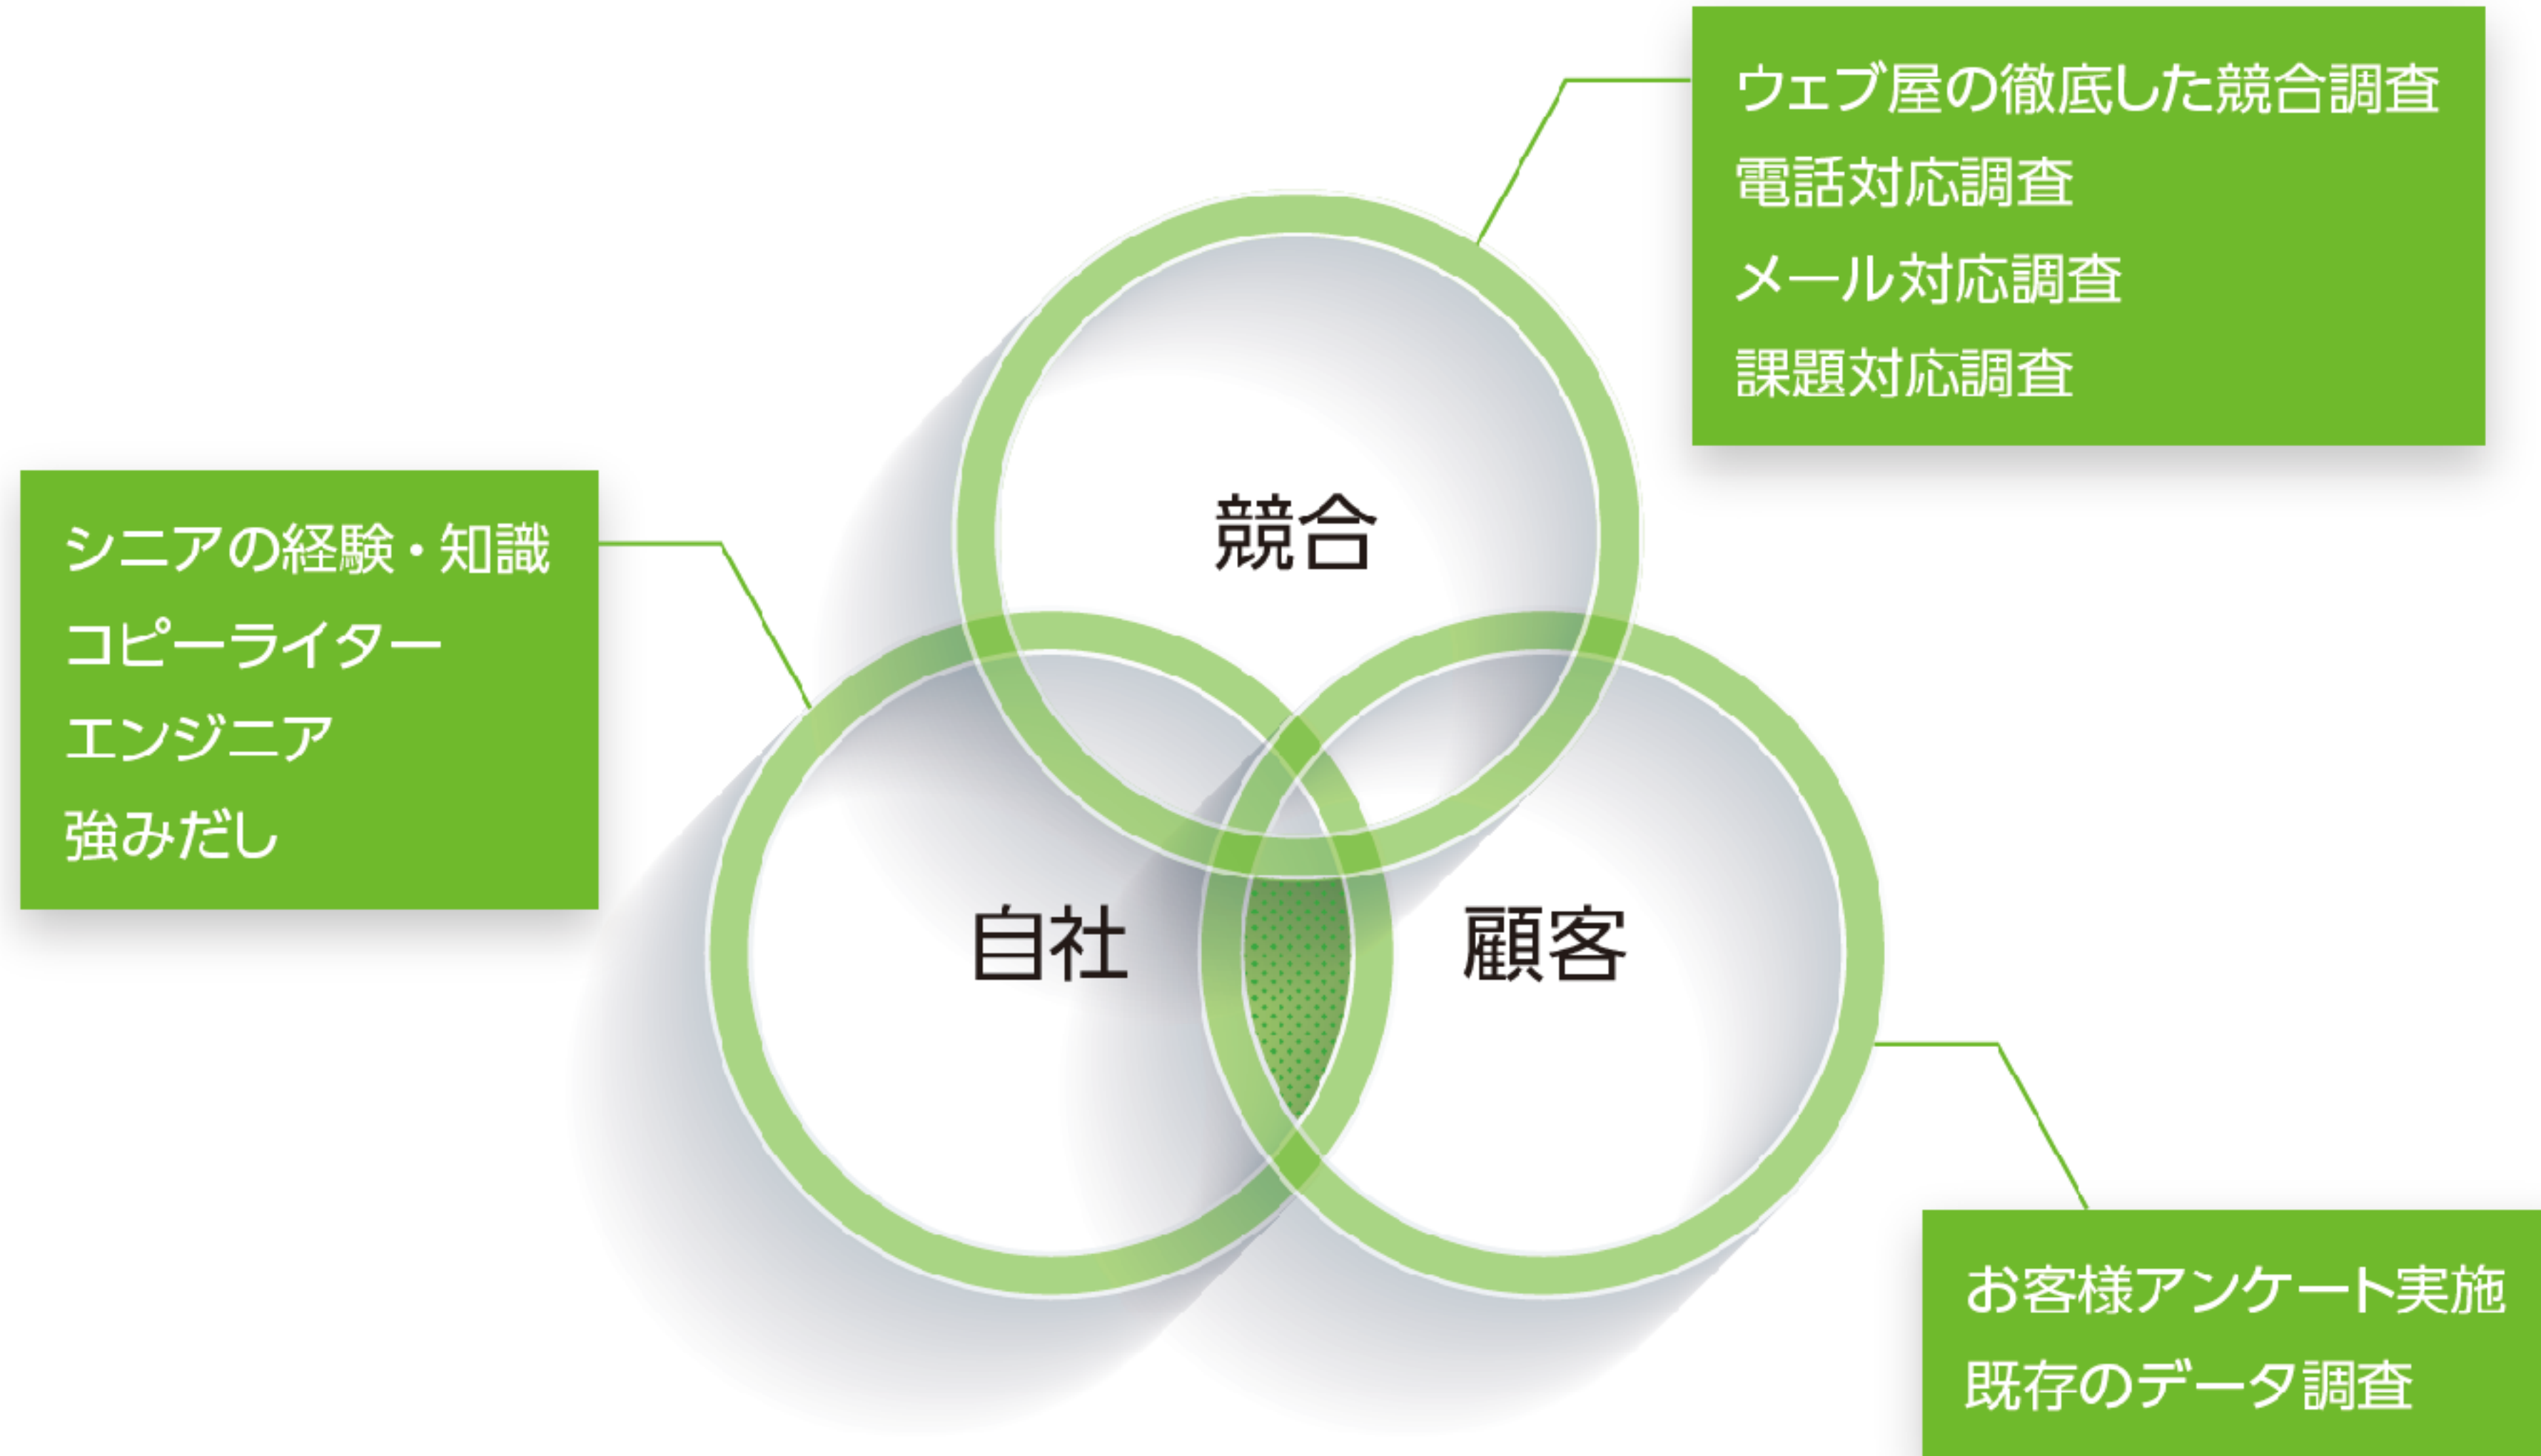 ウェブ屋の徹底した競合調査
電話対応調査
メール対応調査
課題対応調査
競合
シニアの経験・知識
コピーライター
エンジニア
強みだし
自社
顧客
お客様アンケート実施
既存のデータ調査